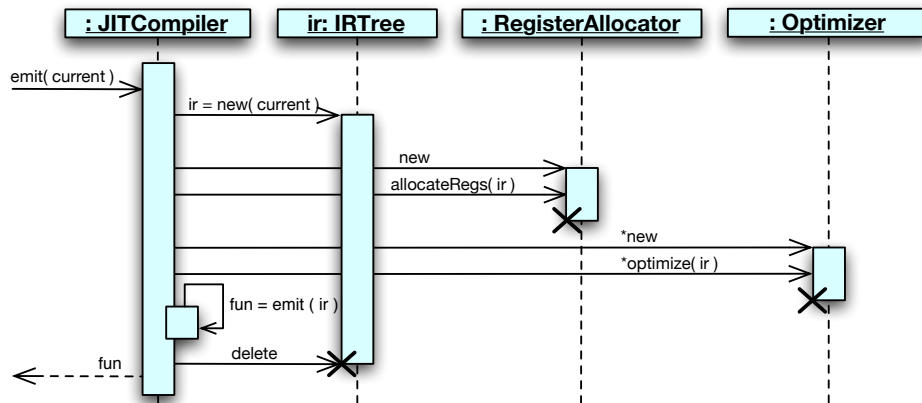 : JITCompiler
ir: IRTree
: RegisterAllocator
: Optimizer
emit( current )
ir = new( current )
new
allocateRegs( ir )
*new
*optimize( ir )
fun = emit ( ir )
delete
fun